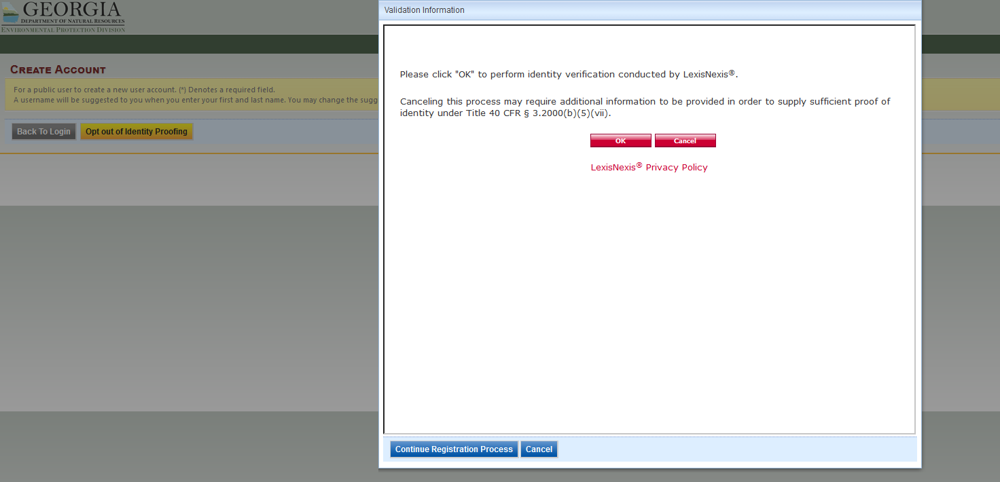 GEORGIA
DEPARTMENT OF NATURAL RESOURCES
ENVIRONMENTAL PROTECTION DIVISION
CREATE ACCOUNT
For a public user to create a new user account. (*) Denotes a required field.
A username will be suggested to you when you enter your first and last name. You may change the sugg
Back To Login
Opt out of Identity Proofing
Validation Information
Please click "OK" to perform identity verification conducted by LexisNexis®.
Canceling this process may require additional information to be provided in order to supply sufficient proof of
identity under Title 40 CFR § 3.2000(b)(5)(vii).
OK
Cancel
LexisNexis® Privacy Policy
Continue Registration Process
Cancel